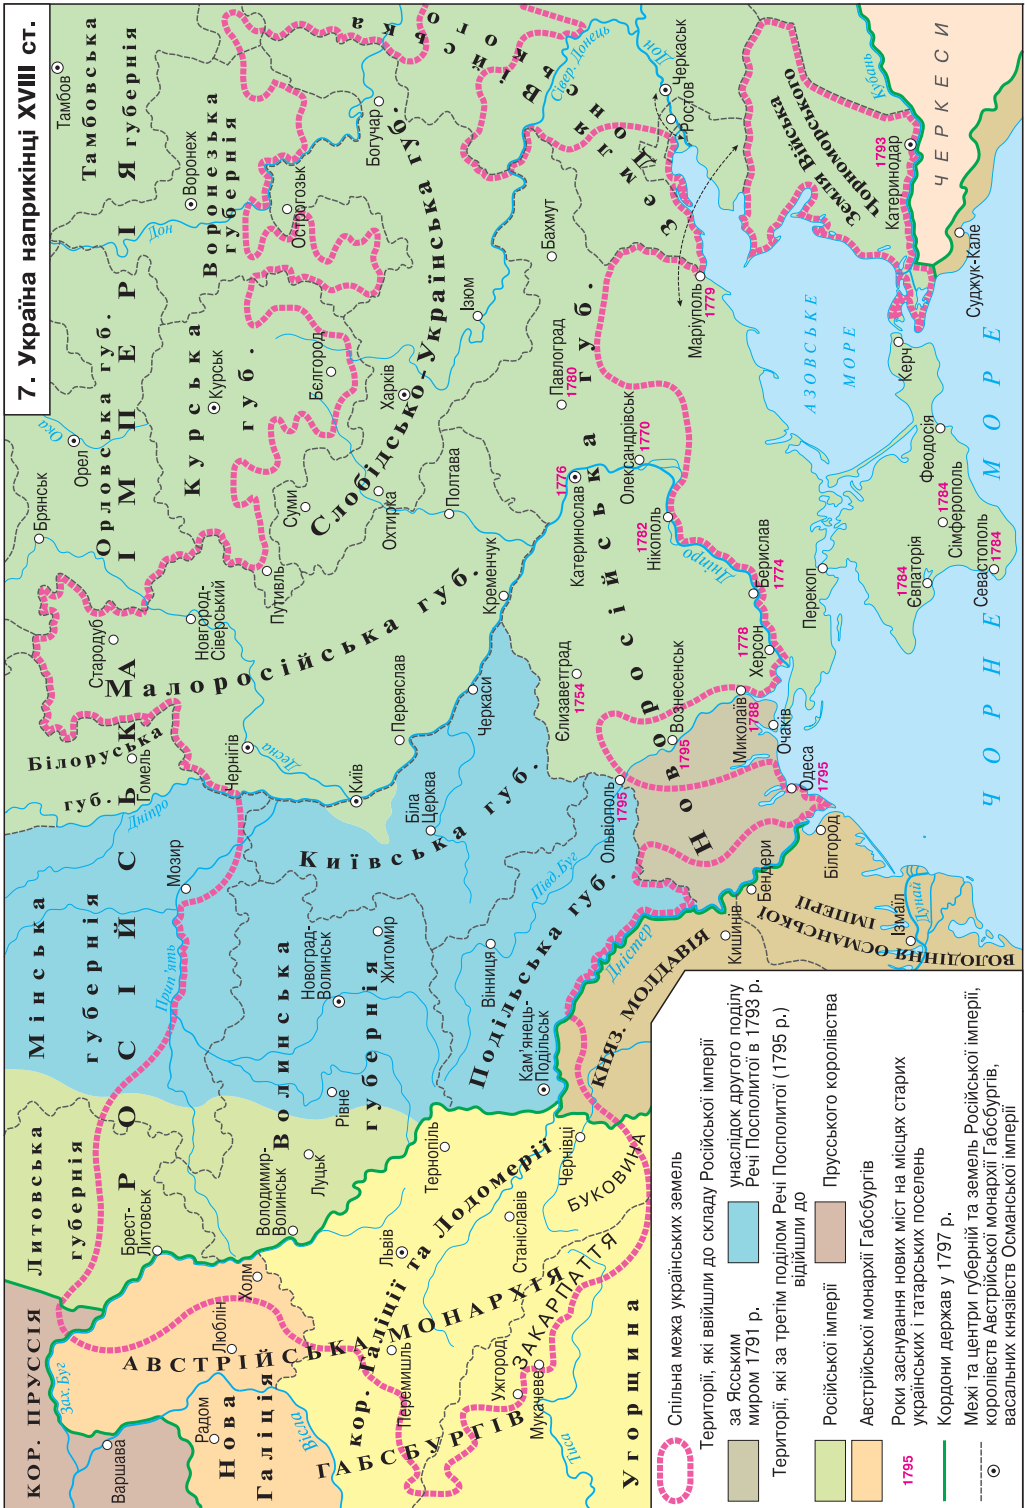 7. Україна наприкінці XVIII ст.
РОСІЙСЬКА ІМПЕРІЯ
КОР. ПРУССІЯ
Литовська
губернія
Мінська
губернія
Білоруська
губ.
Орловська губ.
Тамбовська
губернія
Воронезька
губернія
Курська
губ.
Малоросійська губ.
Слобідсько-Українська губ.
Волинська
губернія
Київська губ.
Подільська губ.
Новоросійська губ.
Земля Війська Донського
Земля Війська
Чорноморського
ЧЕРКЕСИ
Нова
Галіція
АВСТРІЙСЬКА МОНАРХІЯ
ГАБСБУРГІВ
кор. Галіції та Лодомерії
Угорщина
ЗАКАРПАТТЯ
БУКОВИНА
КНЯЗ. МОЛДАВІЯ
ВОЛОДІННЯ ОСМАНСЬКОЇ
ІМПЕРІЇ
ЧОРНЕ МОРЕ
АЗОВСЬКЕ
МОРЕ
Зах. Буг
Вісла
Тиса
Прип'ять
Дніпро
Десна
Ока
Дон
Сівер. Донець
Дон
Кубань
Півд. Буг
Дністер
Дніпро
Дунай
Варшава
Радом
Люблін
Холм
Брест-
Литовськ
Володимир-
Волинськ
Луцьк
Рівне
Новоград-
Волинськ
Житомир
Мозир
Гомель
Чернігів
Стародуб
Новгород-
Сіверський
Брянськ
Орел
Тамбов
Воронеж
Курськ
Бєлгород
Острогозьк
Богучар
Путивль
Суми
Охтирка
Харків
Ізюм
Полтава
Кременчук
Переяслав
Київ
Біла
Церква
Черкаси
Вінниця
Кам'янець-
Подільськ
Тернопіль
Львів
Перемишль
Станіславів
Чернівці
Ужгород
Мукачеве
Бахмут
Павлоград
1780
Катеринослав
1776
Олександрівськ
1770
Нікополь
1782
Єлизаветград
1754
Ольвіополь
1795
Вознесенськ
1795
Миколаїв
1788
Херсон
1778
Берислав
1774
Очаків
Одеса
1795
Бендери
Кишинів
Білгород
Ізмаїл
Перекоп
Євпаторія
1784
Сімферополь
1784
Севастополь
1784
Феодосія
Керч
Маріуполь
1779
Ростов
Черкаськ
Катеринодар
1793
Суджук-Кале
Спільна межа українських земель
Території, які ввійшли до складу Російської імперії
за Ясським
миром 1791 р.
унаслідок другого поділу
Речі Посполитої в 1793 р.
Території, які за третім поділом Речі Посполитої (1795 р.)
відійшли до
Російської імперії
Прусського королівства
Австрійської монархії Габсбургів
1795
Роки заснування нових міст на місцях старих
українських і татарських поселень
Кордони держав у 1797 р.
Межі та центри губерній та земель Російської імперії,
королівств Австрійської монархії Габсбургів,
васальних князівств Османської імперії